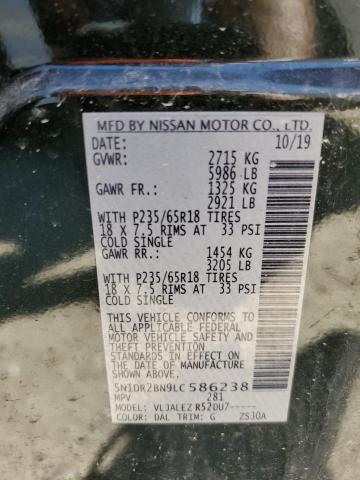 MFD BY NISSAN MOTOR CO., LTD.
DATE: 10/19
GVWR: 2715 KG
5986 LB
GAWR FR: 1325 KG
2921 LB
WITH P235/65R18 TIRES
18 X 7.5 RIMS AT 33 PSI
COLD SINGLE
GAWR RR: 1454 KG
3205 LB
WITH P235/65R18 TIRES
18 X 7.5 RIMS AT 33 PSI
COLD SINGLE
THIS VEHICLE CONFORMS TO
ALL APPLICABLE FEDERAL
MOTOR VEHICLE SAFETY
AND THEFT PREVENTION
STANDARDS IN EFFECT ON
THE DATE OF MANUFACTURE
SHOWN ABOVE.
5N1DR2BN9LC586238
MPV 281
MODEL: VLJALEZ R52DU7-----
COLOR: DAL TRIM: G ZS30A